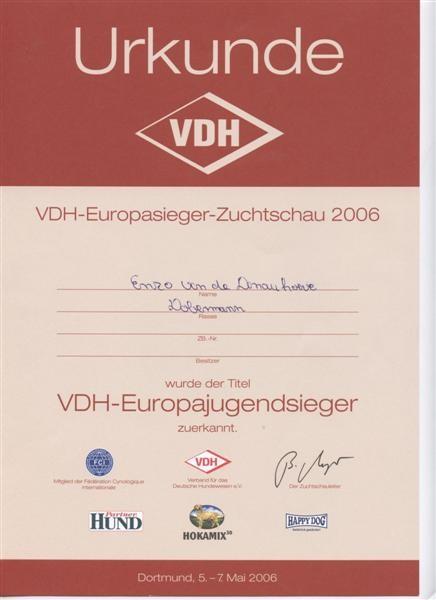 Urkunde
VDH
VDH-Europasieger-Zuchtschau 2006
Enzo van de Donauhoeve
Name
Dobermann
Rasse
ZB.-Nr.
Besitzer
wurde der Titel
VDH-Europajugendsieger
zuerkannt.
FCI
VDH
Mitglied der Fédération Cynologique
Internationale
Verband für das
Deutsche Hundewesen e.V.
Der Zuchtschauleiter
Partner
HUND
HOKAMIX30
HAPPY DOG
Dortmund, 5. – 7. Mai 2006